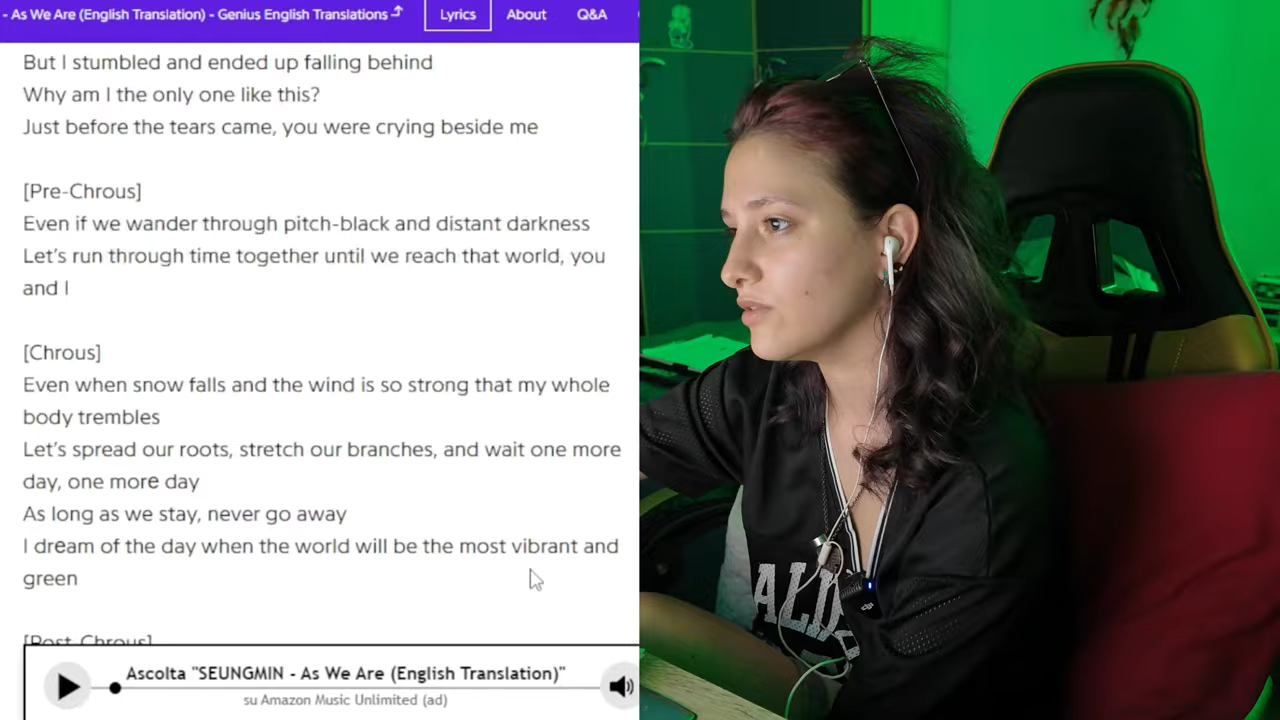 - As We Are (English Translation) - Genius English Translations
Lyrics
About
Q&A
But I stumbled and ended up falling behind
Why am I the only one like this?
Just before the tears came, you were crying beside me
[Pre-Chrous]
Even if we wander through pitch-black and distant darkness
Let's run through time together until we reach that world, you
and I
[Chrous]
Even when snow falls and the wind is so strong that my whole
body trembles
Let's spread our roots, stretch our branches, and wait one more
day, one more day
As long as we stay, never go away
I dream of the day when the world will be the most vibrant and
green
[Post-Chrous]
Ascolta "SEUNGMIN - As We Are (English Translation)"
su Amazon Music Unlimited (ad)